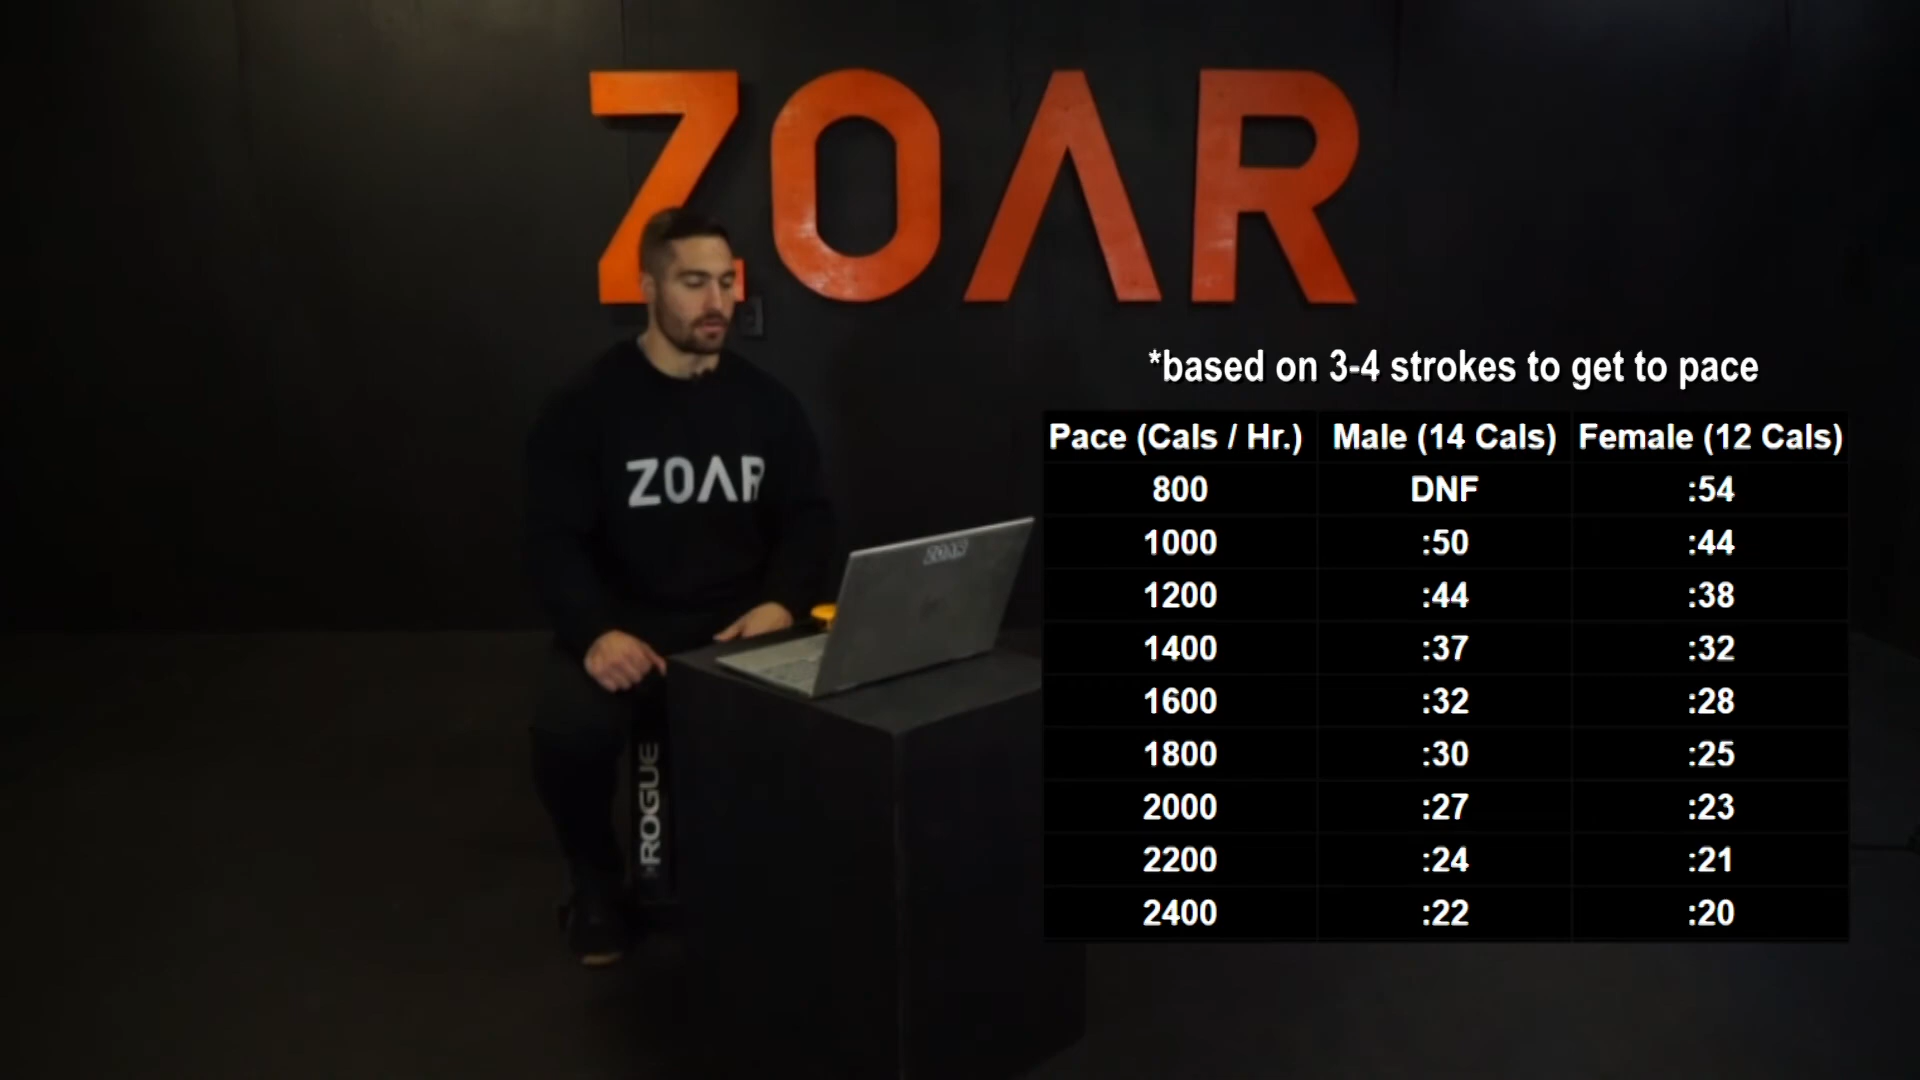 ZOAR
ZOAR
ZOAR
ROGUE
*based on 3-4 strokes to get to pace
Pace (Cals / Hr.) Male (14 Cals) Female (12 Cals)
800 DNF :54
1000 :50 :44
1200 :44 :38
1400 :37 :32
1600 :32 :28
1800 :30 :25
2000 :27 :23
2200 :24 :21
2400 :22 :20